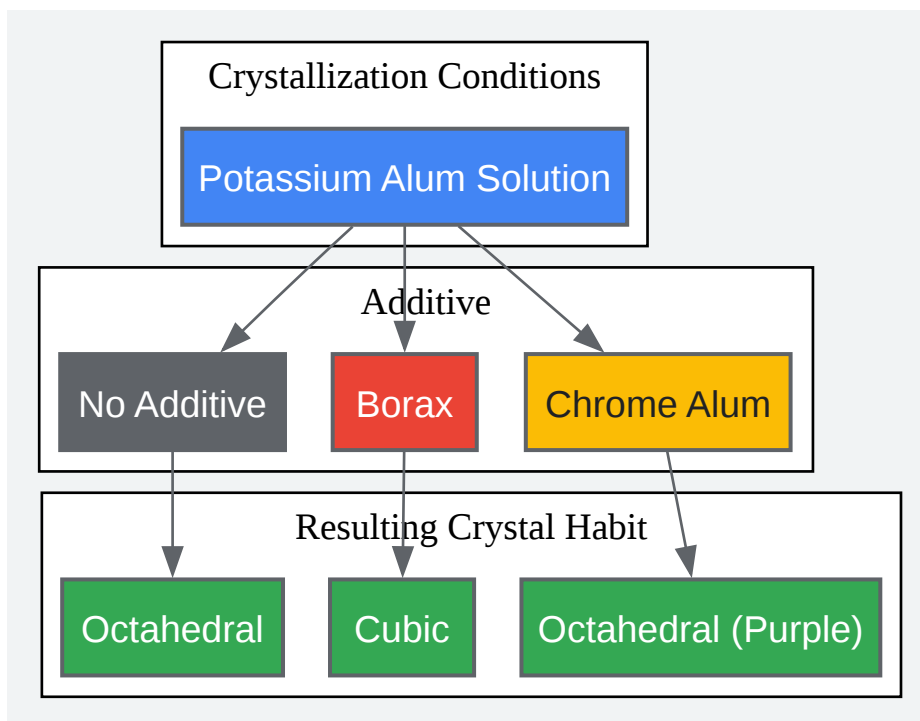 Crystallization Conditions
Potassium Alum Solution
Additive
No Additive
Borax
Chrome Alum
Resulting Crystal Habit
Octahedral
Cubic
Octahedral (Purple)